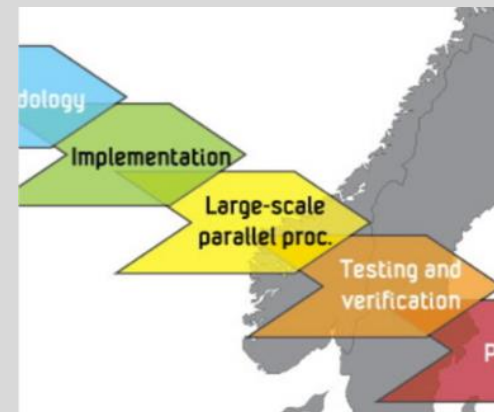 dology
Implementation
Large-scale
parallel proc.
Testing and
verification
P